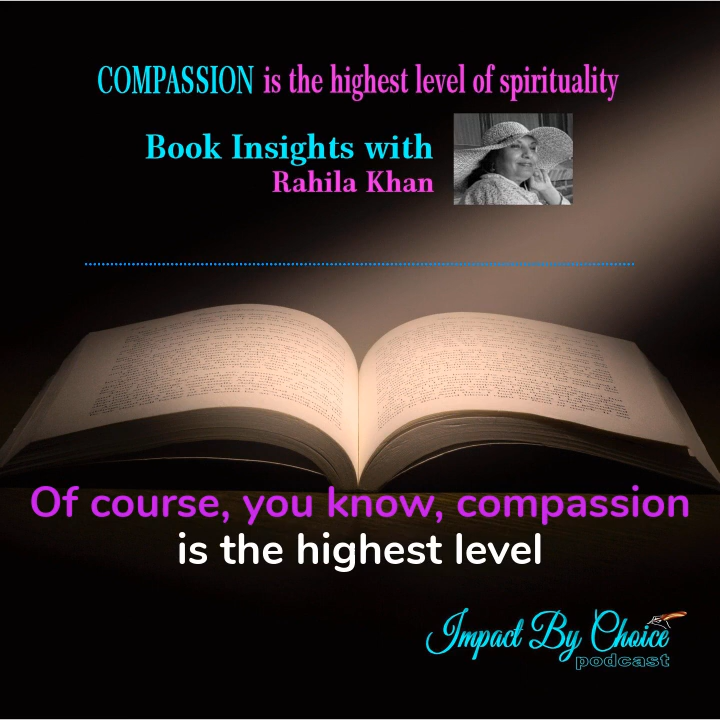 COMPASSION is the highest level of spirituality
Book Insights with
Rahila Khan
Of course, you know, compassion
is the highest level
Impact By Choice
podcast